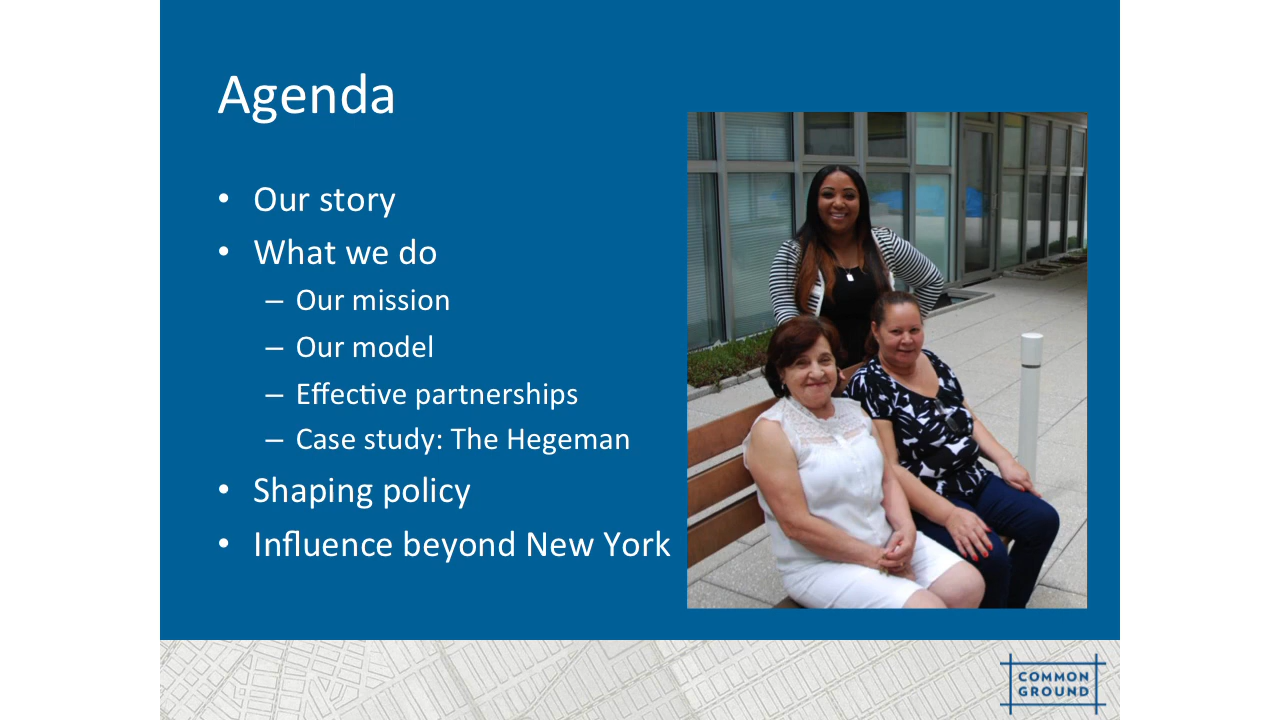 Agenda
• Our story
• What we do
– Our mission
– Our model
– Effective partnerships
– Case study: The Hegeman
• Shaping policy
• Influence beyond New York
COMMON
GROUND